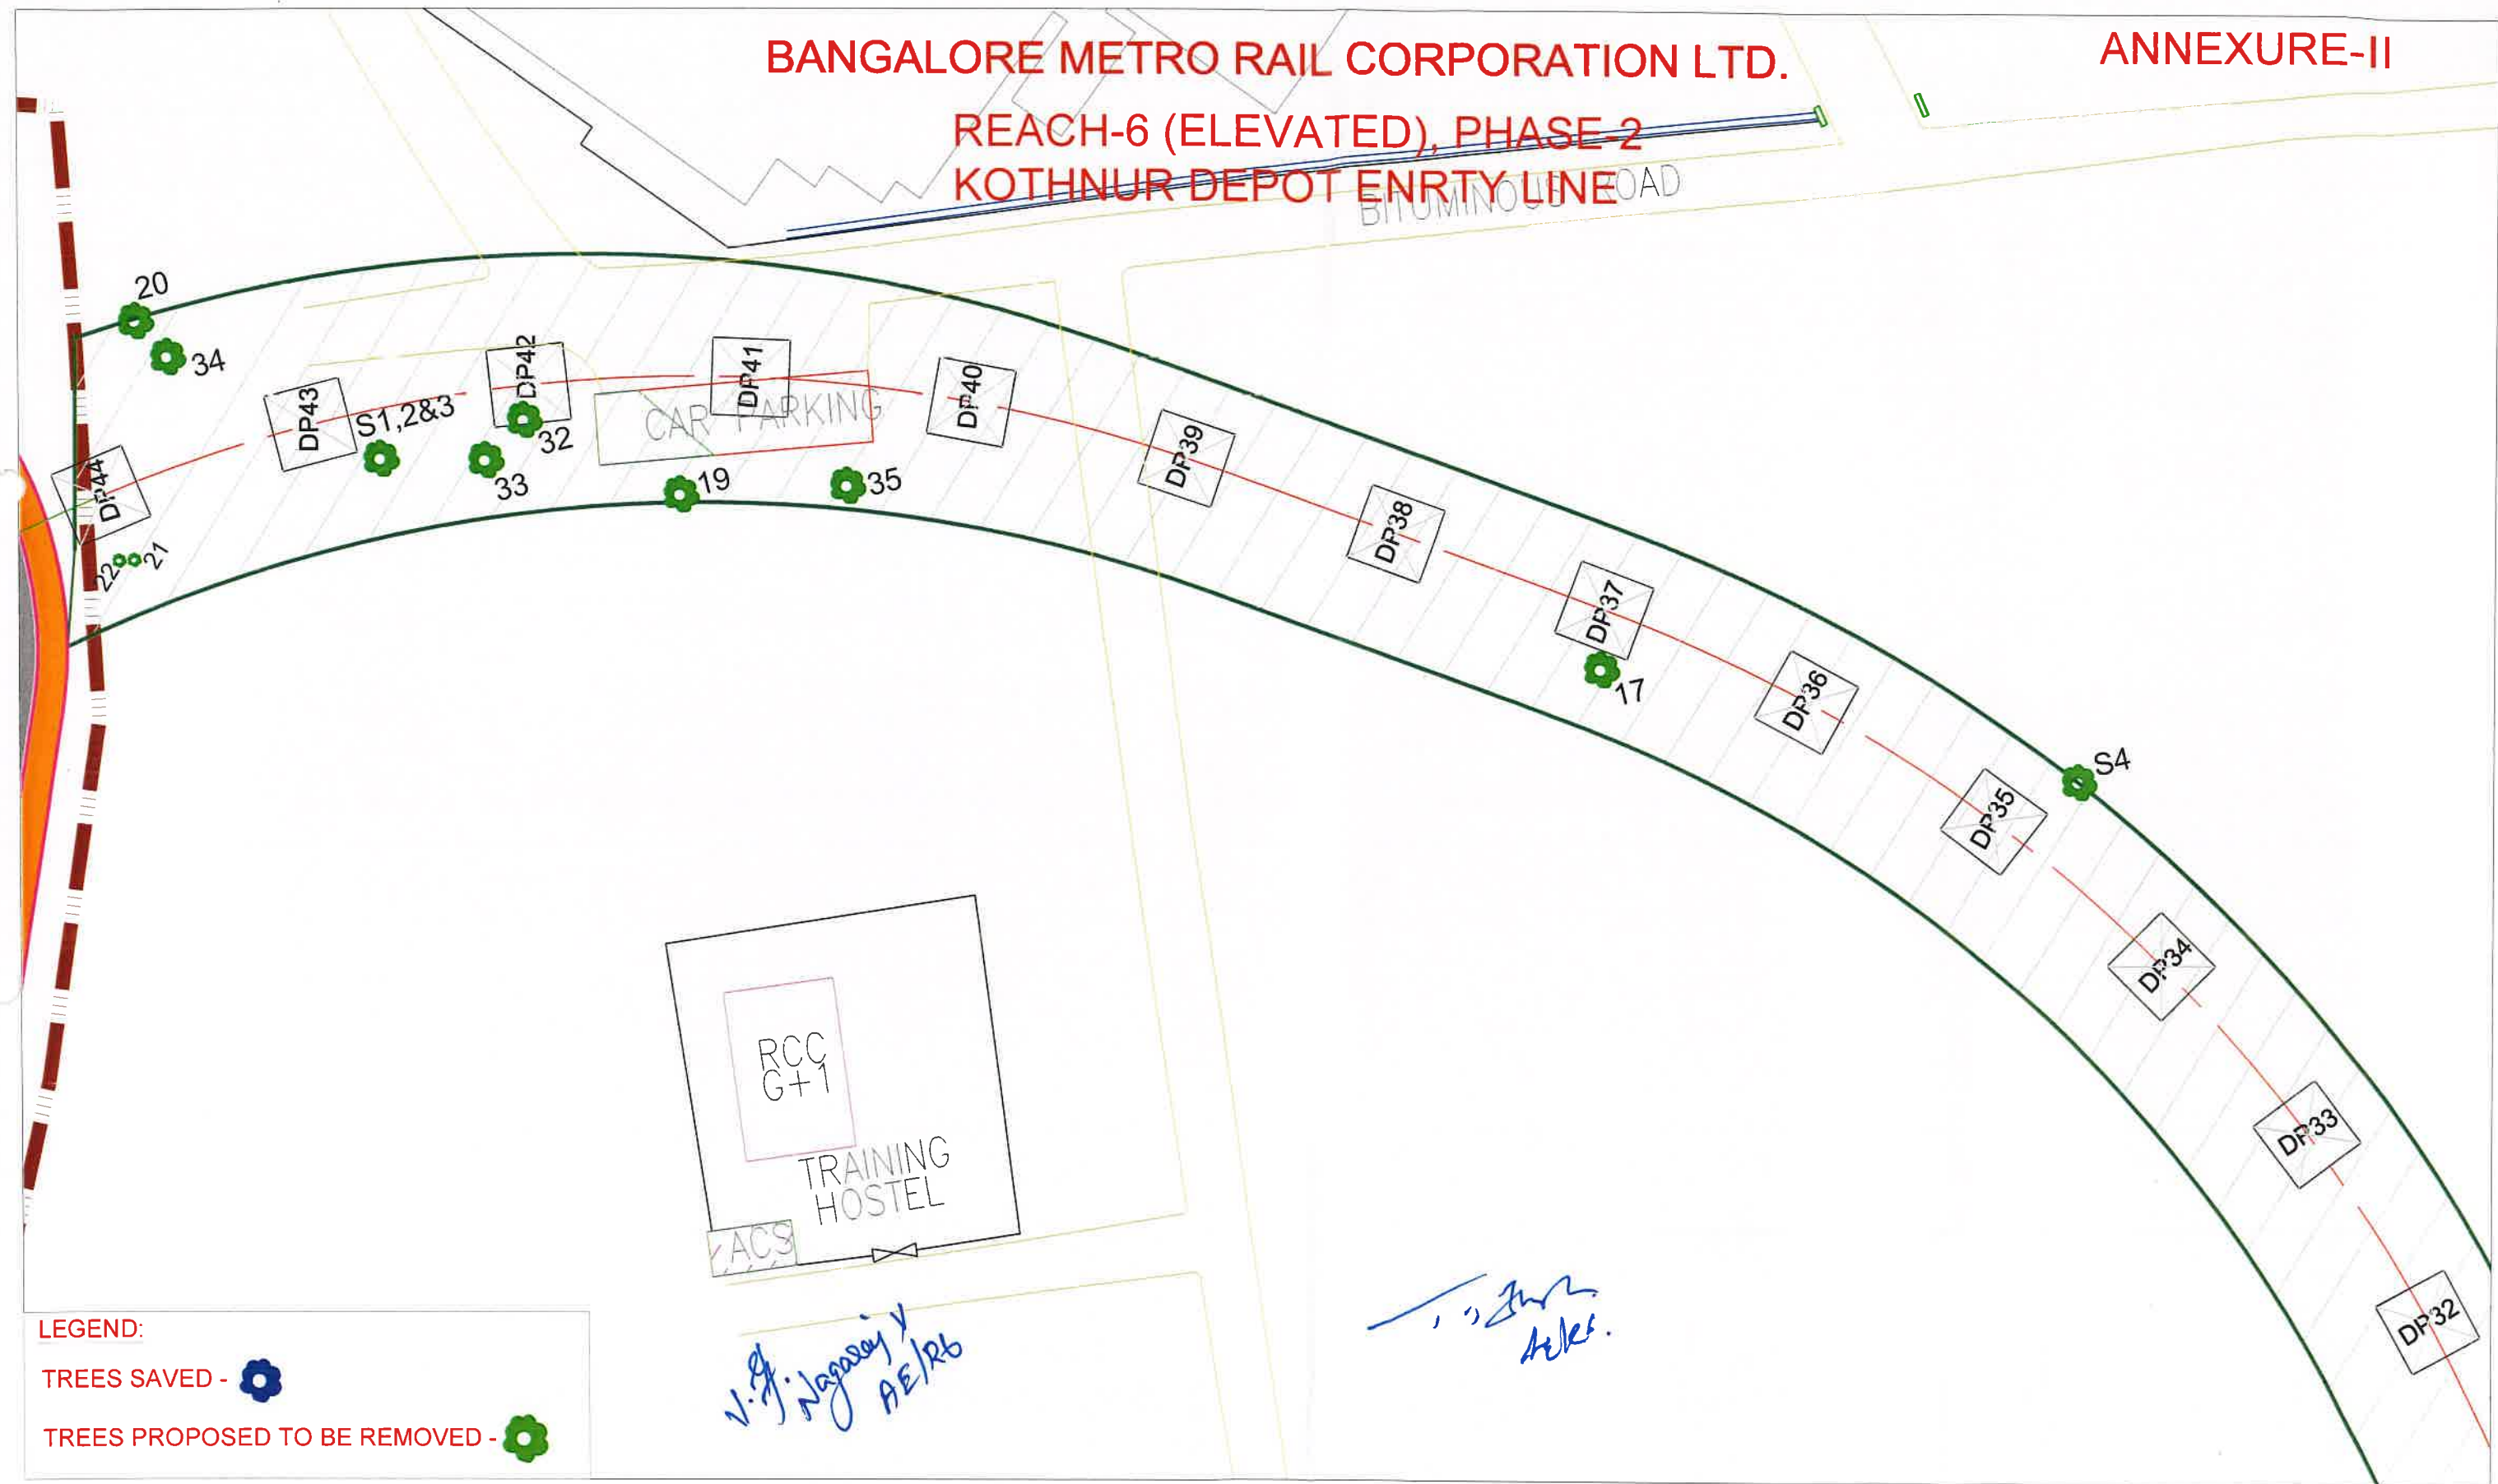 BANGALORE METRO RAIL CORPORATION LTD.
ANNEXURE-II
REACH-6 (ELEVATED), PHASE-2
KOTHNUR DEPOT ENRTY LINE
BITUMINOUS ROAD
20
34
DP44
22
21
DP43
S1,2&3
33
DP42
32
DP41
CAR PARKING
19
35
DP40
DP39
DP38
DP37
17
DP36
DP35
S4
DP34
DP33
DP32
RCC
G+1
TRAINING
HOSTEL
ACS
LEGEND:
TREES SAVED -
TREES PROPOSED TO BE REMOVED -
Nagaraj V
AE/R6